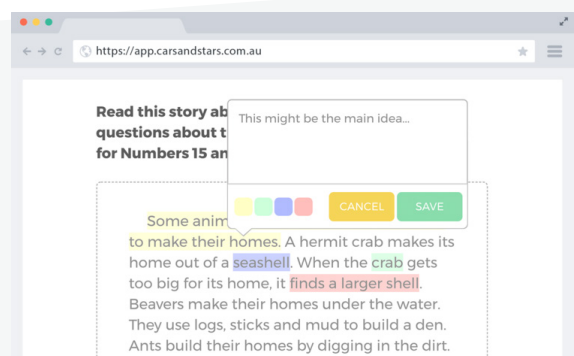 https://app.carsandstars.com.au
Read this story ab
questions about t
for Numbers 15 an
This might be the main idea...
CANCEL
SAVE
Some anim
to make their homes. A hermit crab makes its
home out of a seashell. When the crab gets
too big for its home, it finds a larger shell.
Beavers make their homes under the water.
They use logs, sticks and mud to build a den.
Ants build their homes by digging in the dirt.